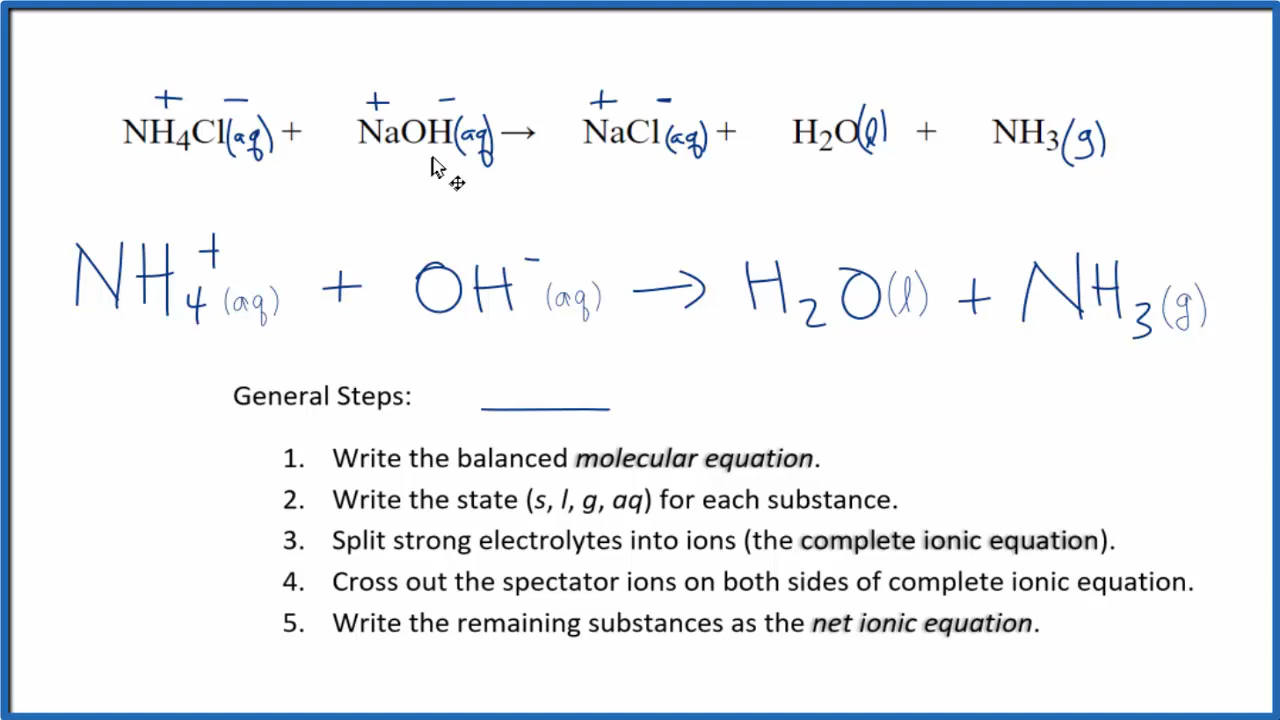 + − + − + -
NH₄Cl(aq) + NaOH(aq) → NaCl(aq) + H₂O(l) + NH₃(g)
NH₄⁺(aq) + OH⁻(aq) → H₂O(l) + NH₃(g)
General Steps:
1. Write the balanced molecular equation.
2. Write the state (s, l, g, aq) for each substance.
3. Split strong electrolytes into ions (the complete ionic equation).
4. Cross out the spectator ions on both sides of complete ionic equation.
5. Write the remaining substances as the net ionic equation.